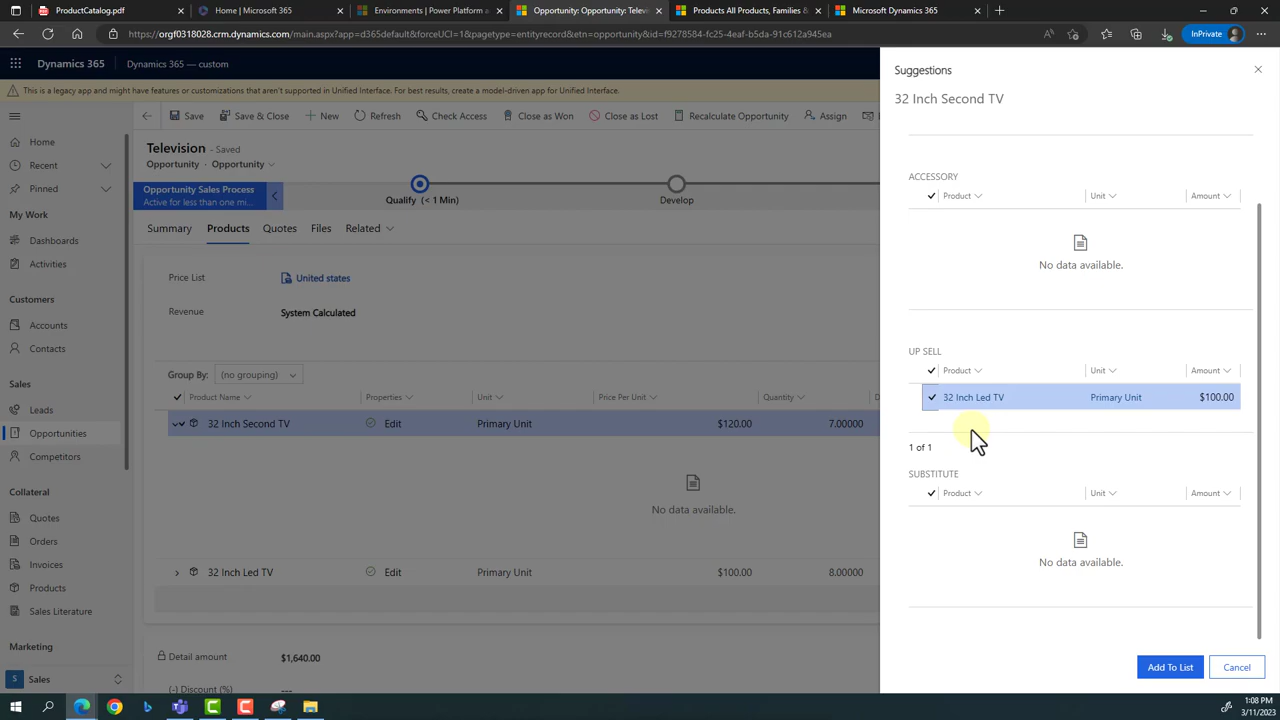 ProductCatalog.pdf
Home | Microsoft 365
Environments | Power Platform a
Opportunity: Opportunity: Televis
Products All Products, Families &
Microsoft Dynamics 365
https://orgf0318028.crm.dynamics.com/main.aspx?app=d365default&forceUCI=1&pagetype=entityrecord&etn=opportunity&id=f9278584-fc25-4eaf-b5da-91c612a945ea
InPrivate
Dynamics 365
Dynamics 365 — custom
This is a legacy app and might have features or customizations that aren't supported in Unified Interface. For best results, create a model-driven app for Unified Interface.
Save
Save & Close
New
Refresh
Check Access
Close as Won
Close as Lost
Recalculate Opportunity
Assign
Home
Recent
Pinned
My Work
Dashboards
Activities
Customers
Accounts
Contacts
Sales
Leads
Opportunities
Competitors
Collateral
Quotes
Orders
Invoices
Products
Sales Literature
Marketing
S Sales
Television - Saved
Opportunity · Opportunity
Opportunity Sales Process
Active for less than one mi...
Qualify (< 1 Min)
Develop
Summary
Products
Quotes
Files
Related
Price List
United states
Revenue
System Calculated
Group By: (no grouping)
Product Name
Properties
Unit
Price Per Unit
Quantity
D
32 Inch Second TV
Edit
Primary Unit
$120.00
7.00000
No data available.
32 Inch Led TV
Edit
Primary Unit
$100.00
8.00000
Detail amount
$1,640.00
(-) Discount (%)
---
Suggestions
32 Inch Second TV
ACCESSORY
Product
Unit
Amount
No data available.
UP SELL
Product
Unit
Amount
32 Inch Led TV
Primary Unit
$100.00
1 of 1
SUBSTITUTE
Product
Unit
Amount
No data available.
Add To List
Cancel
1:08 PM
3/11/2023